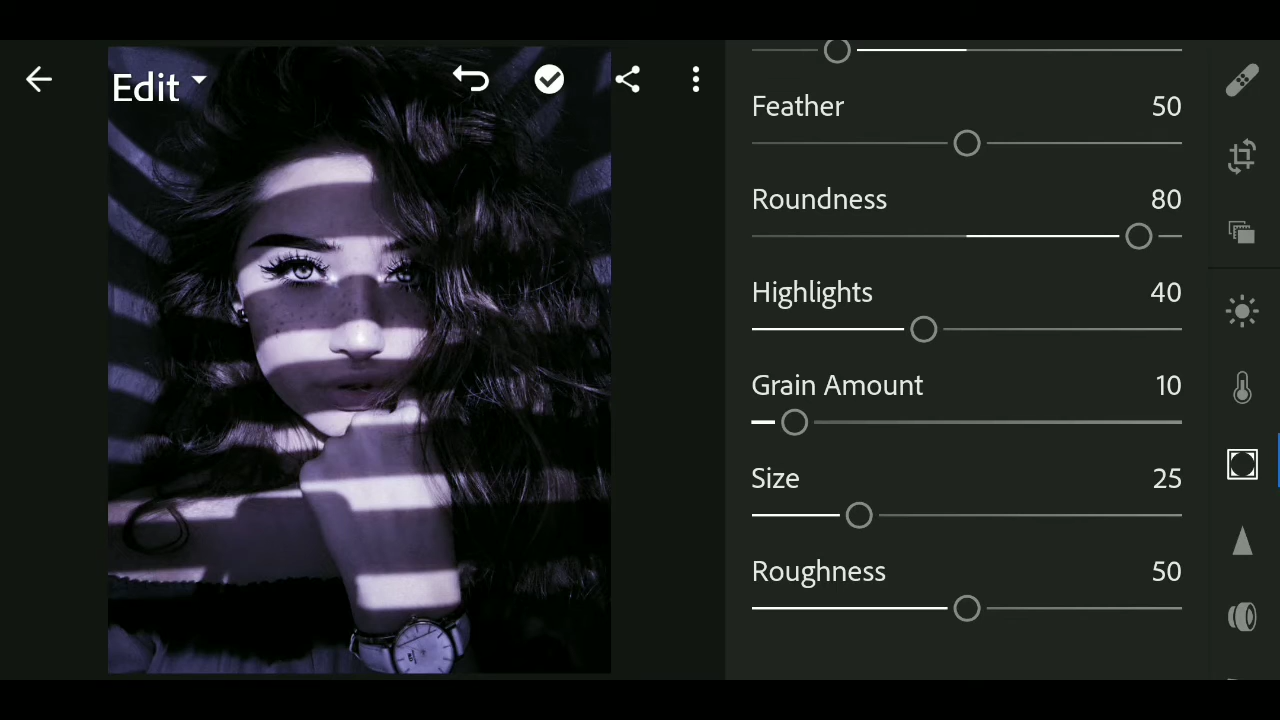 Edit
Feather 50
Roundness 80
Highlights 40
Grain Amount 10
Size 25
Roughness 50